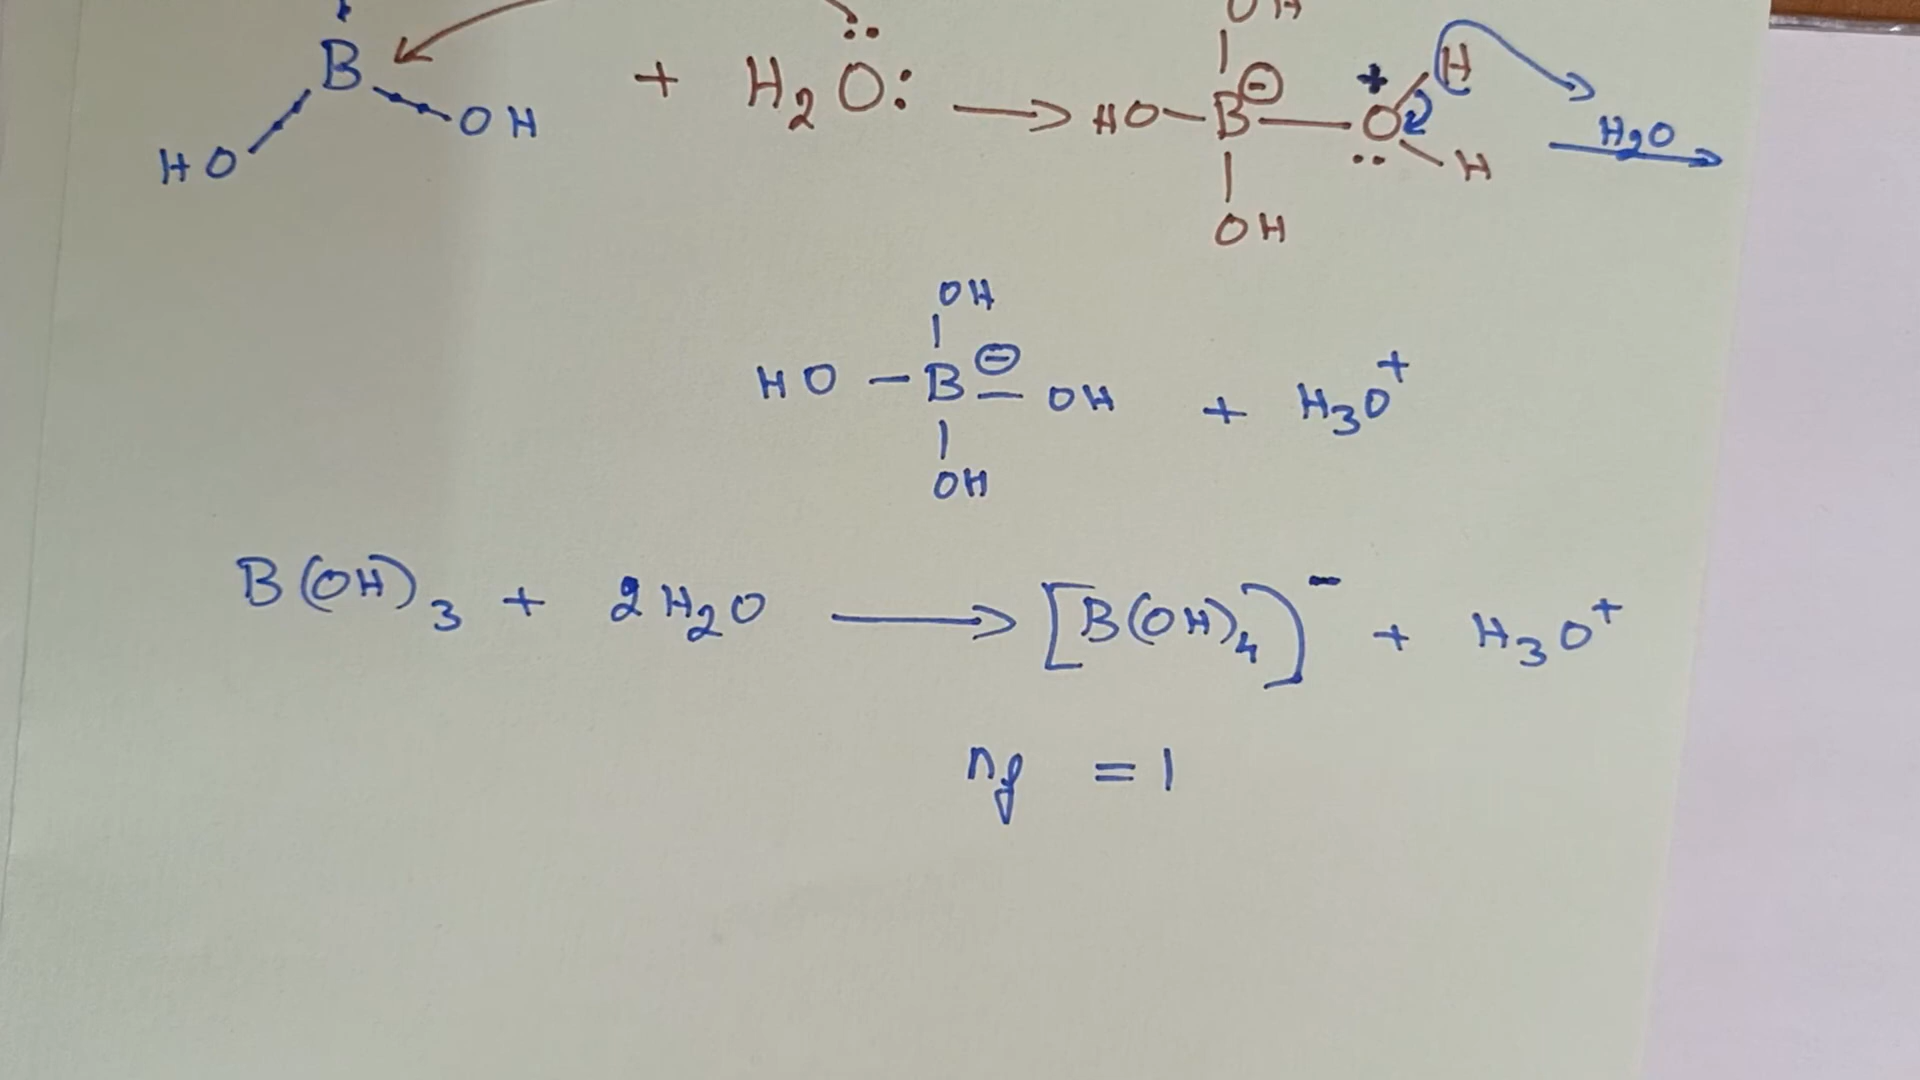 OH
B + H₂O: ⟶ HO–B⊖–O⁺ H
HO OH H H₂O ⟶
OH
OH
HO – B⊖ – OH + H₃O⁺
OH
B(OH)₃ + 2H₂O ⟶ [B(OH)₄]⁻ + H₃O⁺
nf = 1